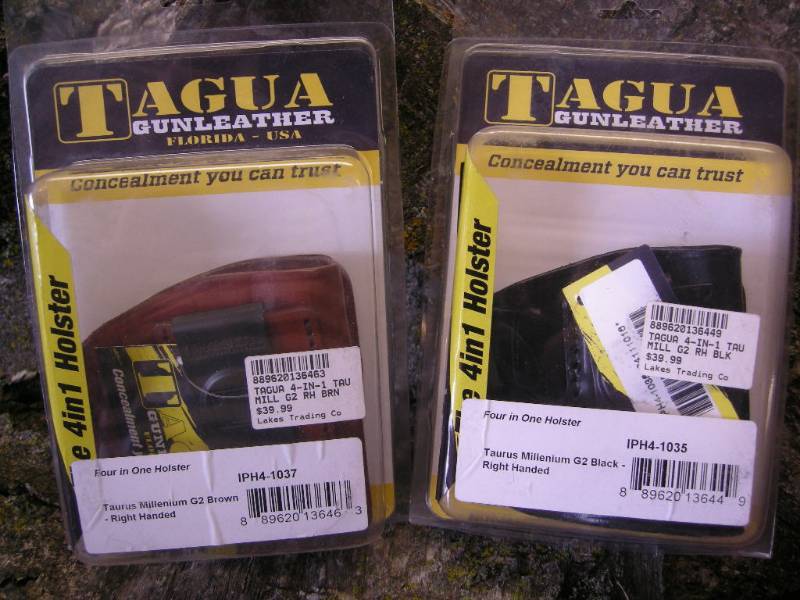 TAGUA
GUNLEATHER
FLORIDA - USA
Concealment you can trust
4in1 Holster
889620136463
TAGUA 4-IN-1 TAU
MILL G2 RH BRN
$39.99
Lakes Trading Co
Four in One Holster
IPH4-1037
Taurus Millenium G2 Brown
- Right Handed
8 89620 13646 3
TAGUA
GUNLEATHER
Concealment you can trust
4in1 Holster
889620136449
TAGUA 4-IN-1 TAU
MILL G2 RH BLK
$39.99
Lakes Trading Co
Four in One Holster
IPH4-1035
Taurus Millenium G2 Black -
Right Handed
8 89620 13644 9